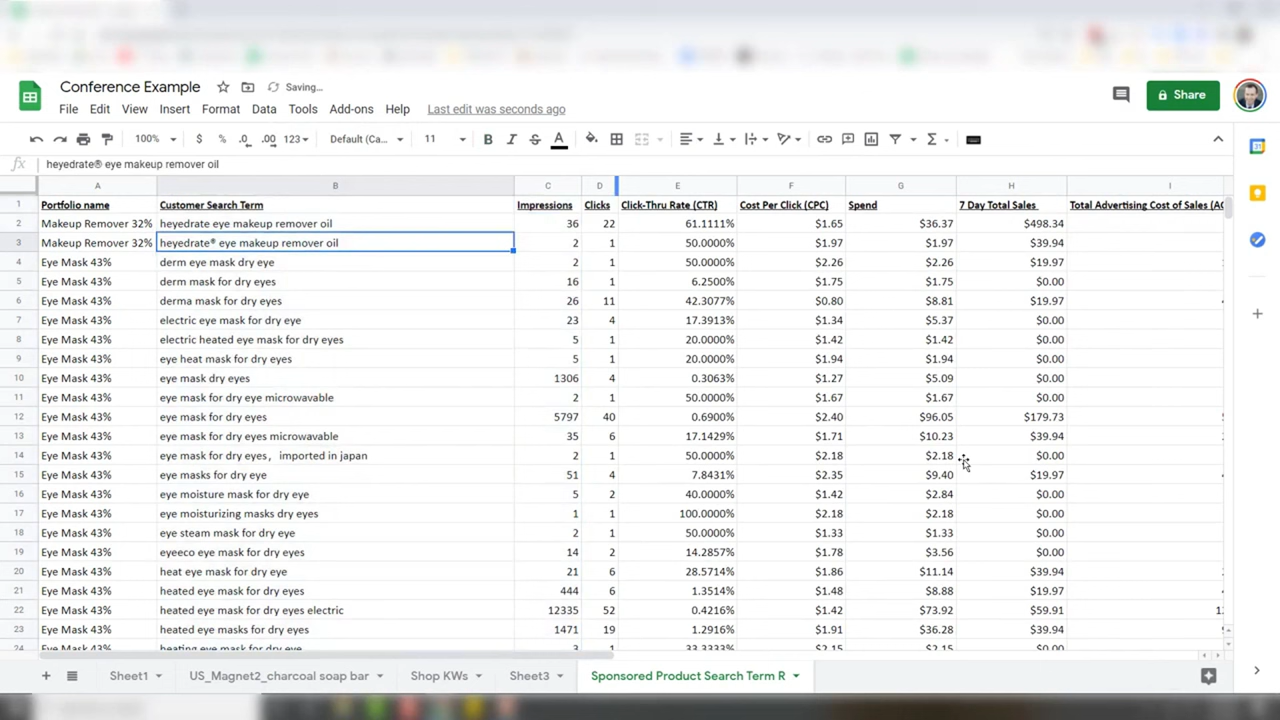 Conference Example Saving...
File Edit View Insert Format Data Tools Add-ons Help Last edit was seconds ago
Share
100% $ % .0 .00 123 Default (Ca... 11 B I S A
fx heyedrate® eye makeup remover oil
A B C D E F G H I
1 Portfolio name Customer Search Term Impressions Clicks Click-Thru Rate (CTR) Cost Per Click (CPC) Spend 7 Day Total Sales Total Advertising Cost of Sales (AC
2 Makeup Remover 32% heyedrate eye makeup remover oil 36 22 61.1111% $1.65 $36.37 $498.34
3 Makeup Remover 32% heyedrate® eye makeup remover oil 2 1 50.0000% $1.97 $1.97 $39.94
4 Eye Mask 43% derm eye mask dry eye 2 1 50.0000% $2.26 $2.26 $19.97
5 Eye Mask 43% derm mask for dry eyes 16 1 6.2500% $1.75 $1.75 $0.00
6 Eye Mask 43% derma mask for dry eyes 26 11 42.3077% $0.80 $8.81 $19.97
7 Eye Mask 43% electric eye mask for dry eye 23 4 17.3913% $1.34 $5.37 $0.00
8 Eye Mask 43% electric heated eye mask for dry eyes 5 1 20.0000% $1.42 $1.42 $0.00
9 Eye Mask 43% eye heat mask for dry eyes 5 1 20.0000% $1.94 $1.94 $0.00
10 Eye Mask 43% eye mask dry eyes 1306 4 0.3063% $1.27 $5.09 $0.00
11 Eye Mask 43% eye mask for dry eye microwavable 2 1 50.0000% $1.67 $1.67 $0.00
12 Eye Mask 43% eye mask for dry eyes 5797 40 0.6900% $2.40 $96.05 $179.73
13 Eye Mask 43% eye mask for dry eyes microwavable 35 6 17.1429% $1.71 $10.23 $39.94
14 Eye Mask 43% eye mask for dry eyes，imported in japan 2 1 50.0000% $2.18 $2.18 $0.00
15 Eye Mask 43% eye masks for dry eye 51 4 7.8431% $2.35 $9.40 $19.97
16 Eye Mask 43% eye moisture mask for dry eye 5 2 40.0000% $1.42 $2.84 $0.00
17 Eye Mask 43% eye moisturizing masks dry eyes 1 1 100.0000% $2.18 $2.18 $0.00
18 Eye Mask 43% eye steam mask for dry eye 2 1 50.0000% $1.33 $1.33 $0.00
19 Eye Mask 43% eyeeco eye mask for dry eyes 14 2 14.2857% $1.78 $3.56 $0.00
20 Eye Mask 43% heat eye mask for dry eye 21 6 28.5714% $1.86 $11.14 $39.94
21 Eye Mask 43% heated eye mask for dry eyes 444 6 1.3514% $1.48 $8.88 $19.97
22 Eye Mask 43% heated eye mask for dry eyes electric 12335 52 0.4216% $1.42 $73.92 $59.91
23 Eye Mask 43% heated eye masks for dry eyes 1471 19 1.2916% $1.91 $36.28 $39.94
24 Eye Mask 43% heating eye mask for dry eye 3 1 33.3333% $2.15 $2.15 $0.00
Sheet1 US_Magnet2_charcoal soap bar Shop KWs Sheet3 Sponsored Product Search Term R